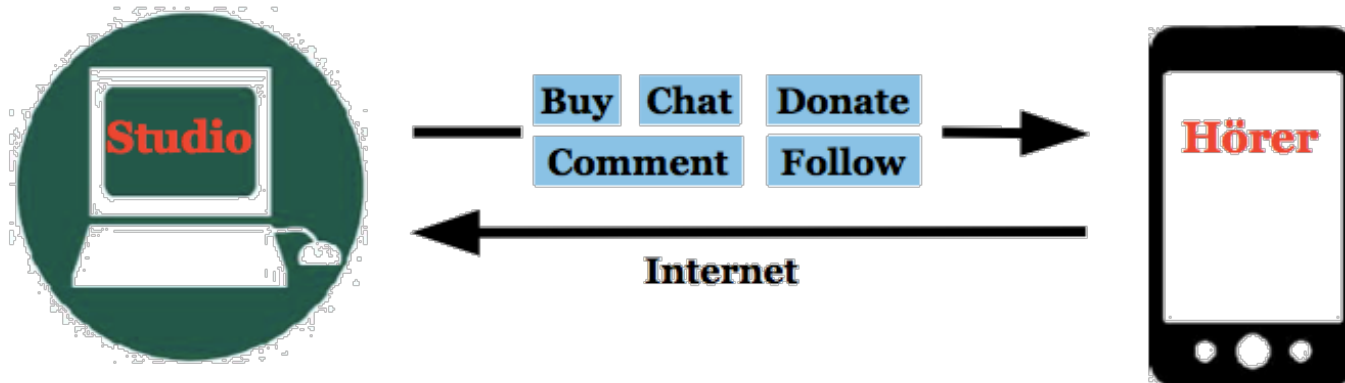 Studio
Buy Chat Donate
Comment Follow
Internet
Hörer